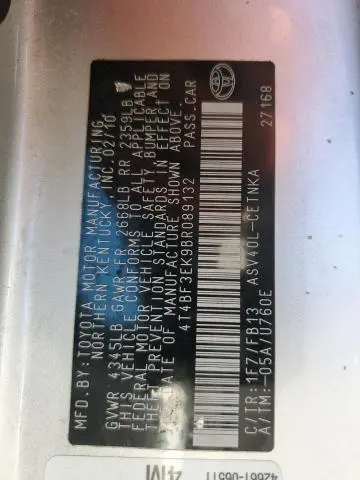 MFD.BY: TOYOTA MOTOR MANUFACTURING,
NORTHERN KENTUCKY, INC. 02/10
GVWR 4345LB GAWR FR 2668LB RR 2359LB
THIS VEHICLE CONFORMS TO ALL APPLICABLE
FEDERAL MOTOR VEHICLE SAFETY, BUMPER, AND
THEFT PREVENTION STANDARDS IN EFFECT ON
THE DATE OF MANUFACTURE SHOWN ABOVE.
4T4BF3EK9BR089132 PASS.CAR
C/TR: 1F7/FB13 ASV40L-CETNKA
A/TM: -05A/U760E 27168